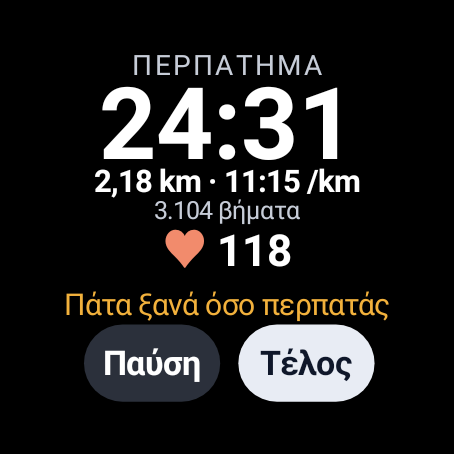 ΠΕΡΠΑΤΗΜΑ
24:31
2,18 km · 11:15 /km
3.104 βήματα
118
Πάτα ξανά όσο περπατάς
Παύση
Τέλος